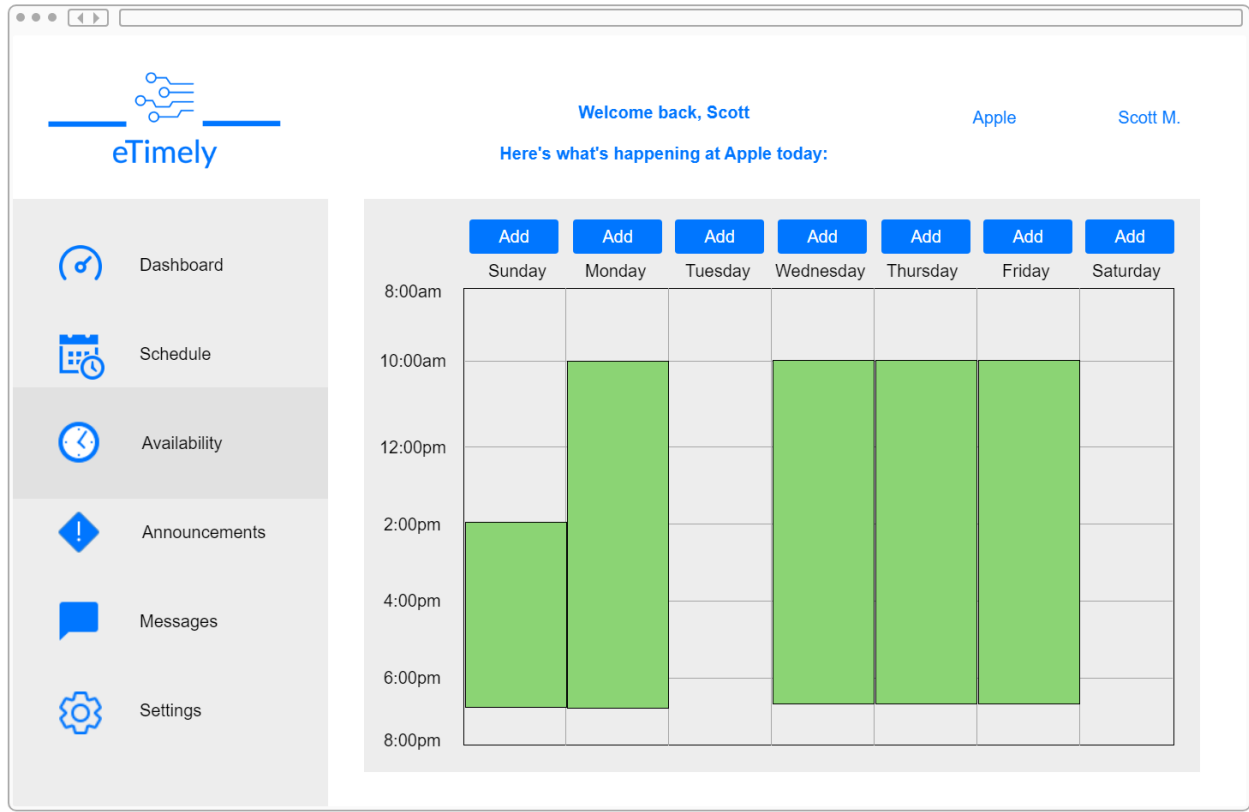 eTimely
Welcome back, Scott
Here's what's happening at Apple today:
Apple
Scott M.
Dashboard
Schedule
Availability
Announcements
Messages
Settings
Add Add Add Add Add Add Add
Sunday Monday Tuesday Wednesday Thursday Friday Saturday
8:00am
10:00am
12:00pm
2:00pm
4:00pm
6:00pm
8:00pm